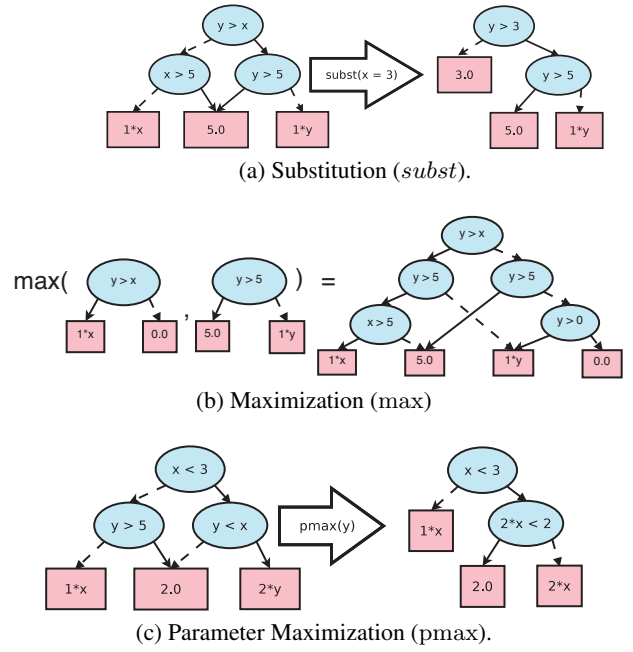 y > x
x > 5 y > 5
1*x 5.0 1*y
subst(x = 3)
y > 3
3.0 y > 5
5.0 1*y
(a) Substitution (subst).
max( y > x , y > 5 ) =
1*x 0.0 5.0 1*y
y > x
y > 5 y > 5
x > 5 y > 0
1*x 5.0 1*y 0.0
(b) Maximization (max)
x < 3
y > 5 y < x
1*x 2.0 2*y
pmax(y)
x < 3
1*x 2*x < 2
2.0 2*x
(c) Parameter Maximization (pmax).